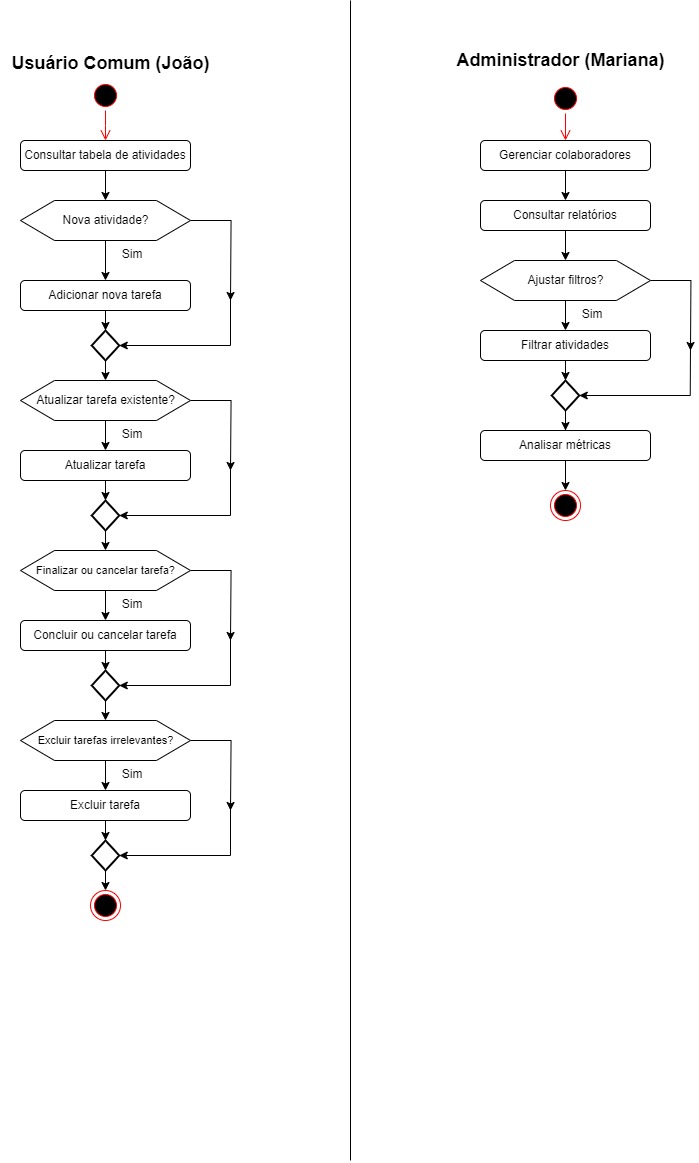 Usuário Comum (João)
Consultar tabela de atividades
Nova atividade?
Sim
Adicionar nova tarefa
Atualizar tarefa existente?
Sim
Atualizar tarefa
Finalizar ou cancelar tarefa?
Sim
Concluir ou cancelar tarefa
Excluir tarefas irrelevantes?
Sim
Excluir tarefa
Administrador (Mariana)
Gerenciar colaboradores
Consultar relatórios
Ajustar filtros?
Sim
Filtrar atividades
Analisar métricas